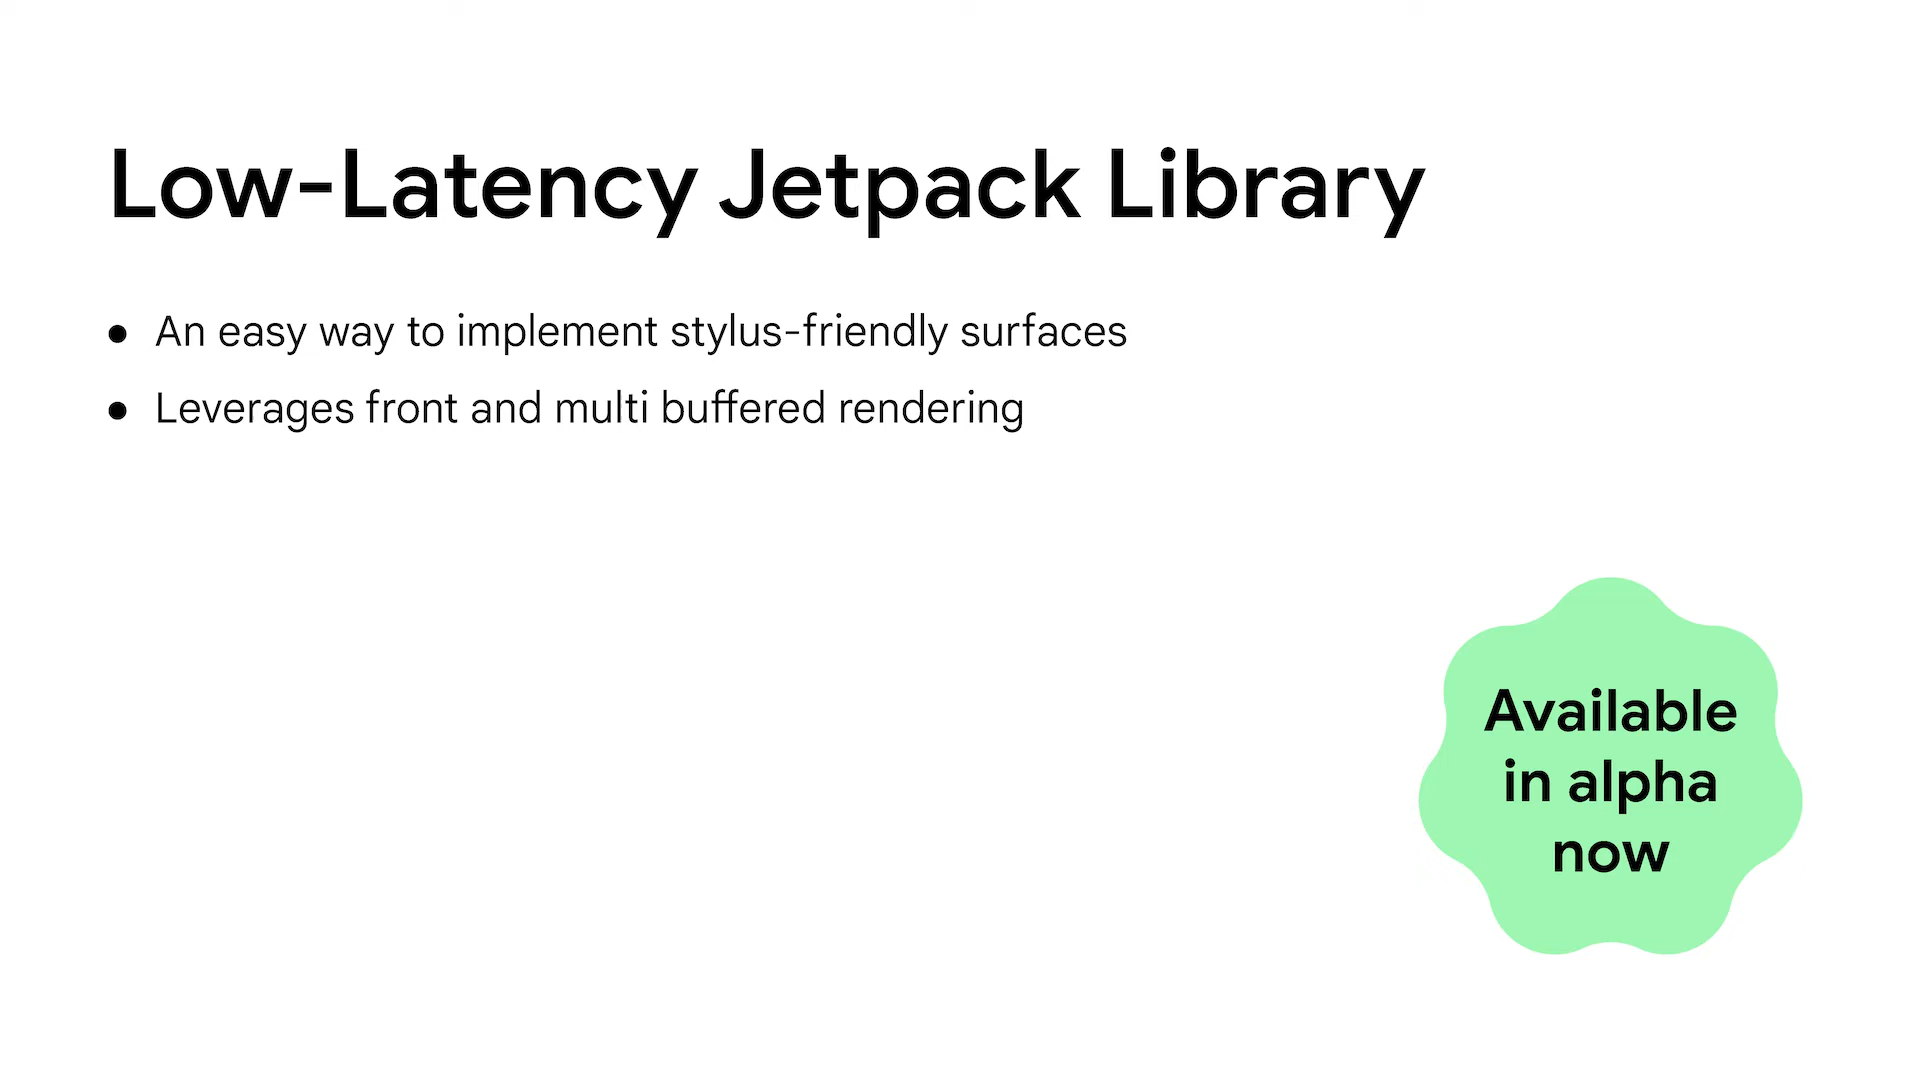 Low-Latency Jetpack Library
● An easy way to implement stylus-friendly surfaces
● Leverages front and multi buffered rendering
Available
in alpha
now